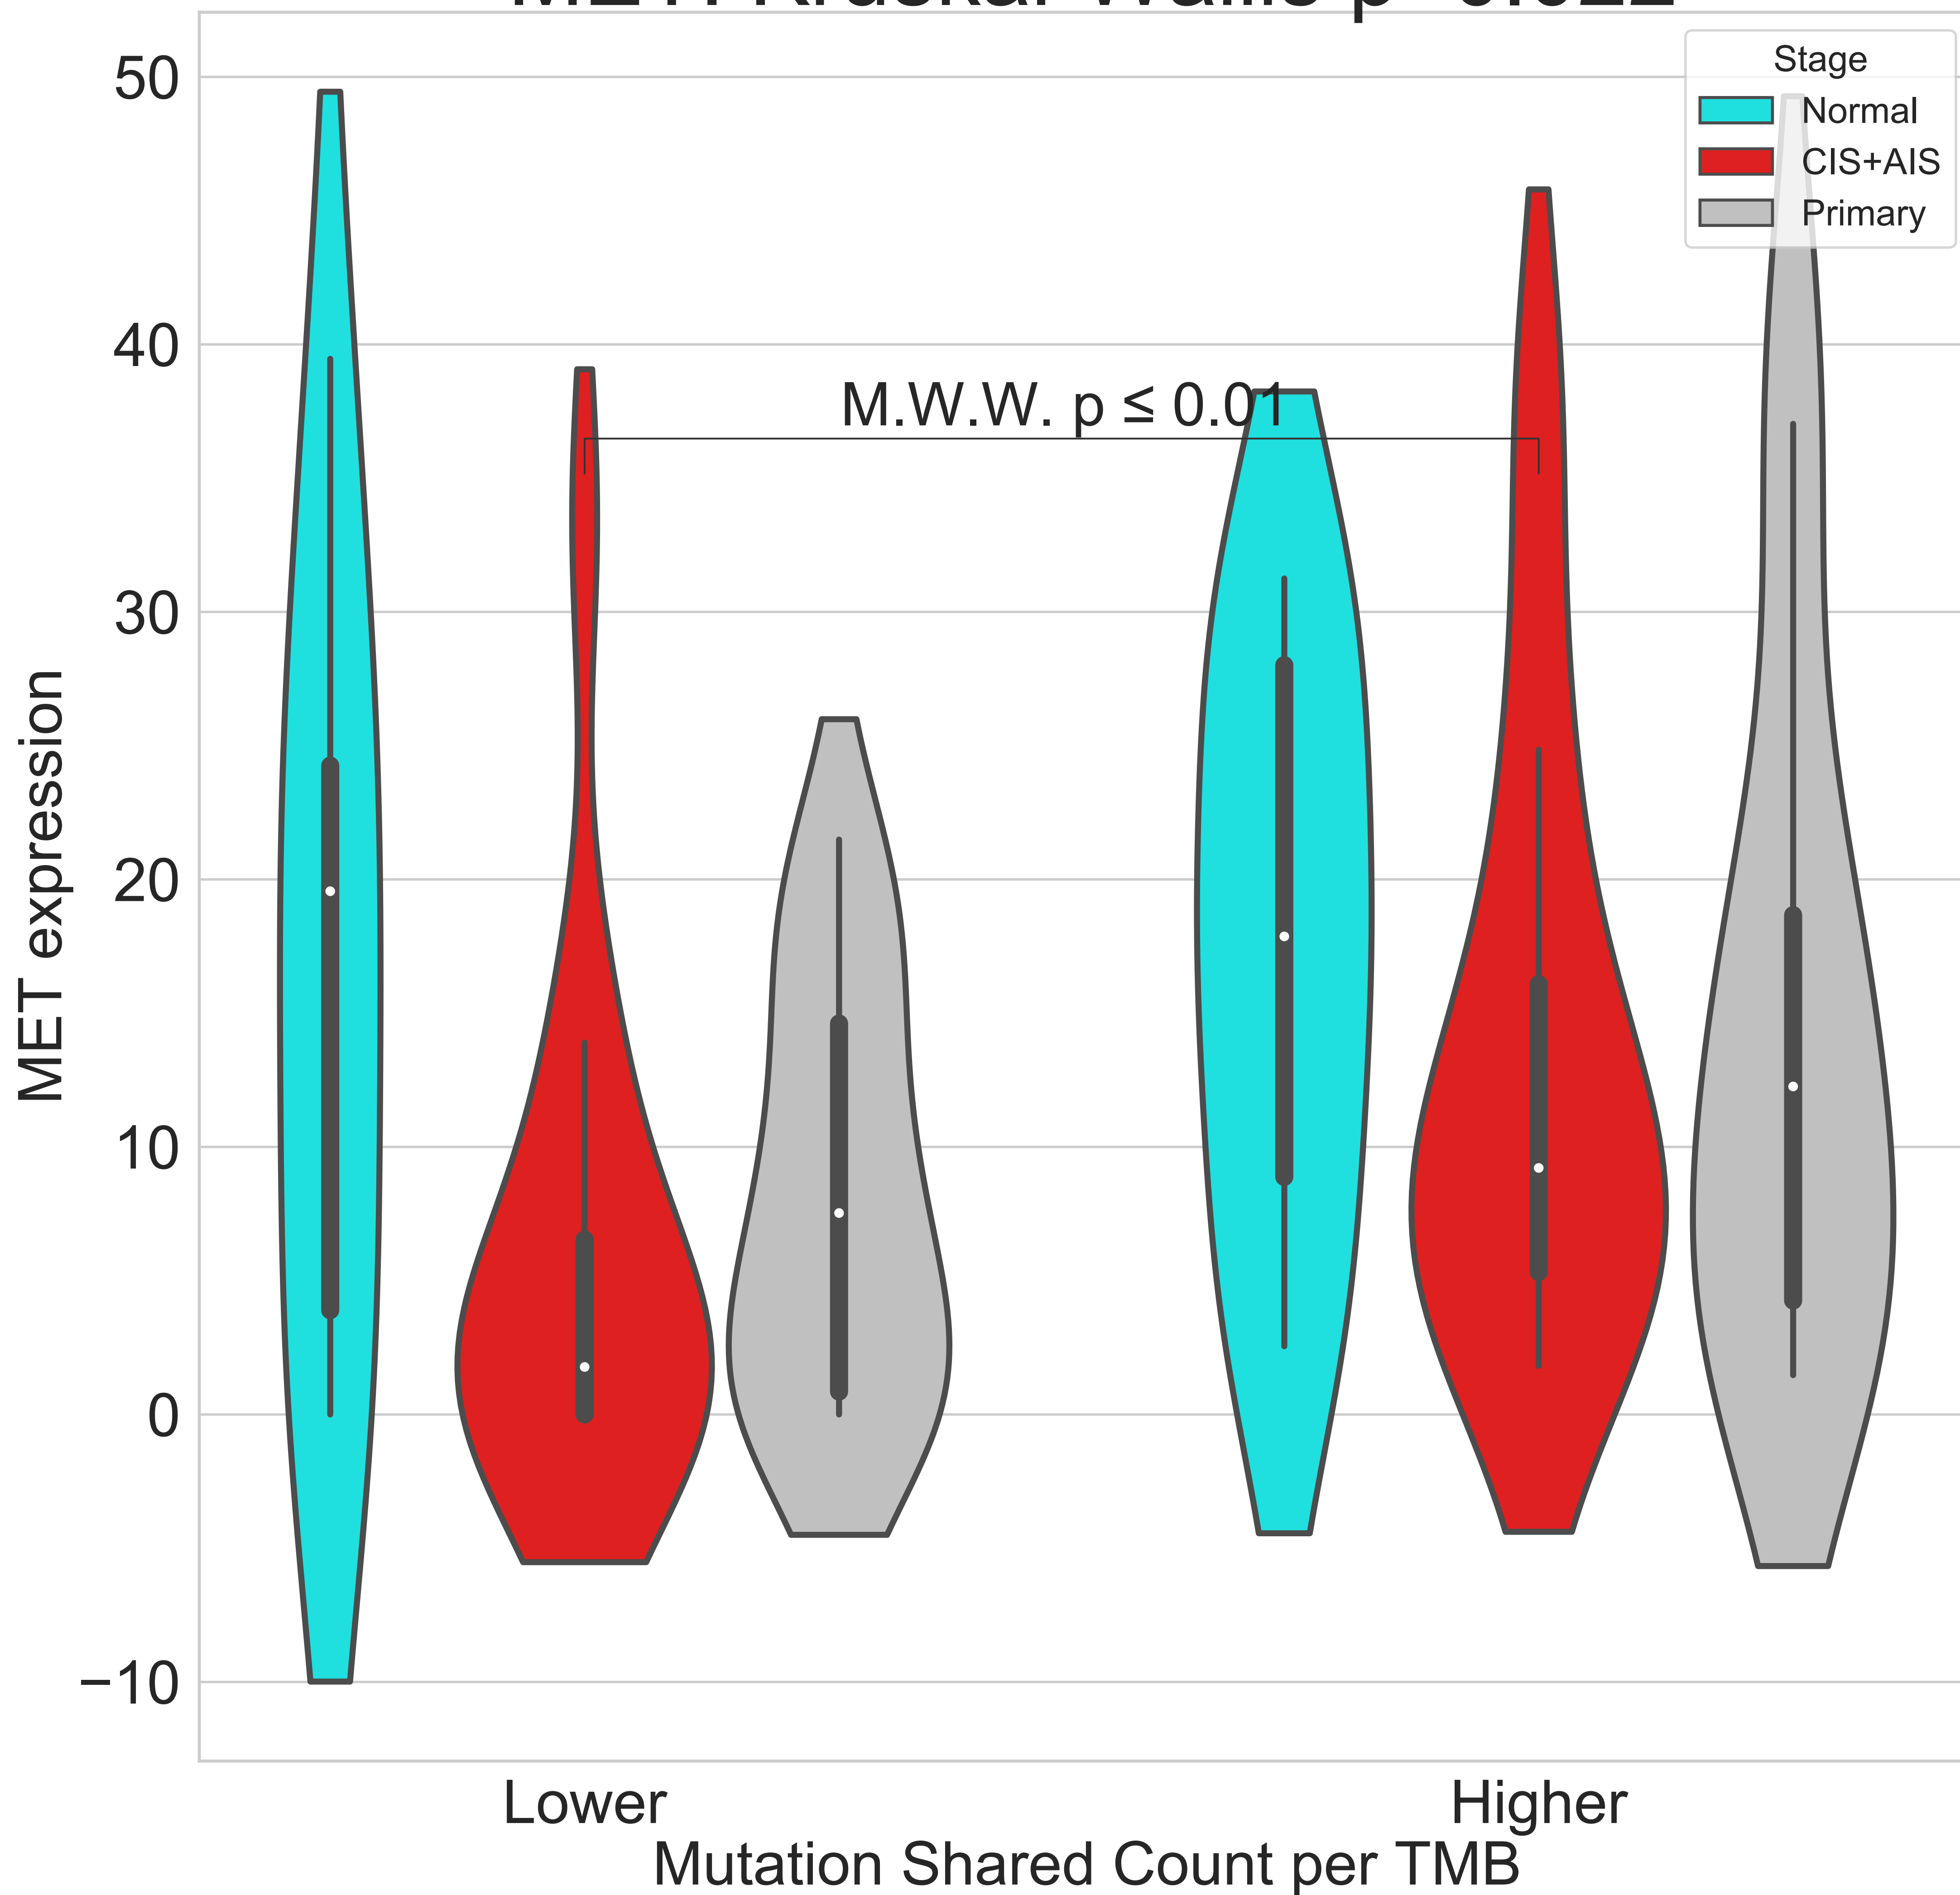 Stage
Normal
CIS+AIS
Primary
M.W.W. p ≤ 0.01
50
40
30
20
10
0
−10
MET expression
Lower
Higher
Mutation Shared Count per TMB